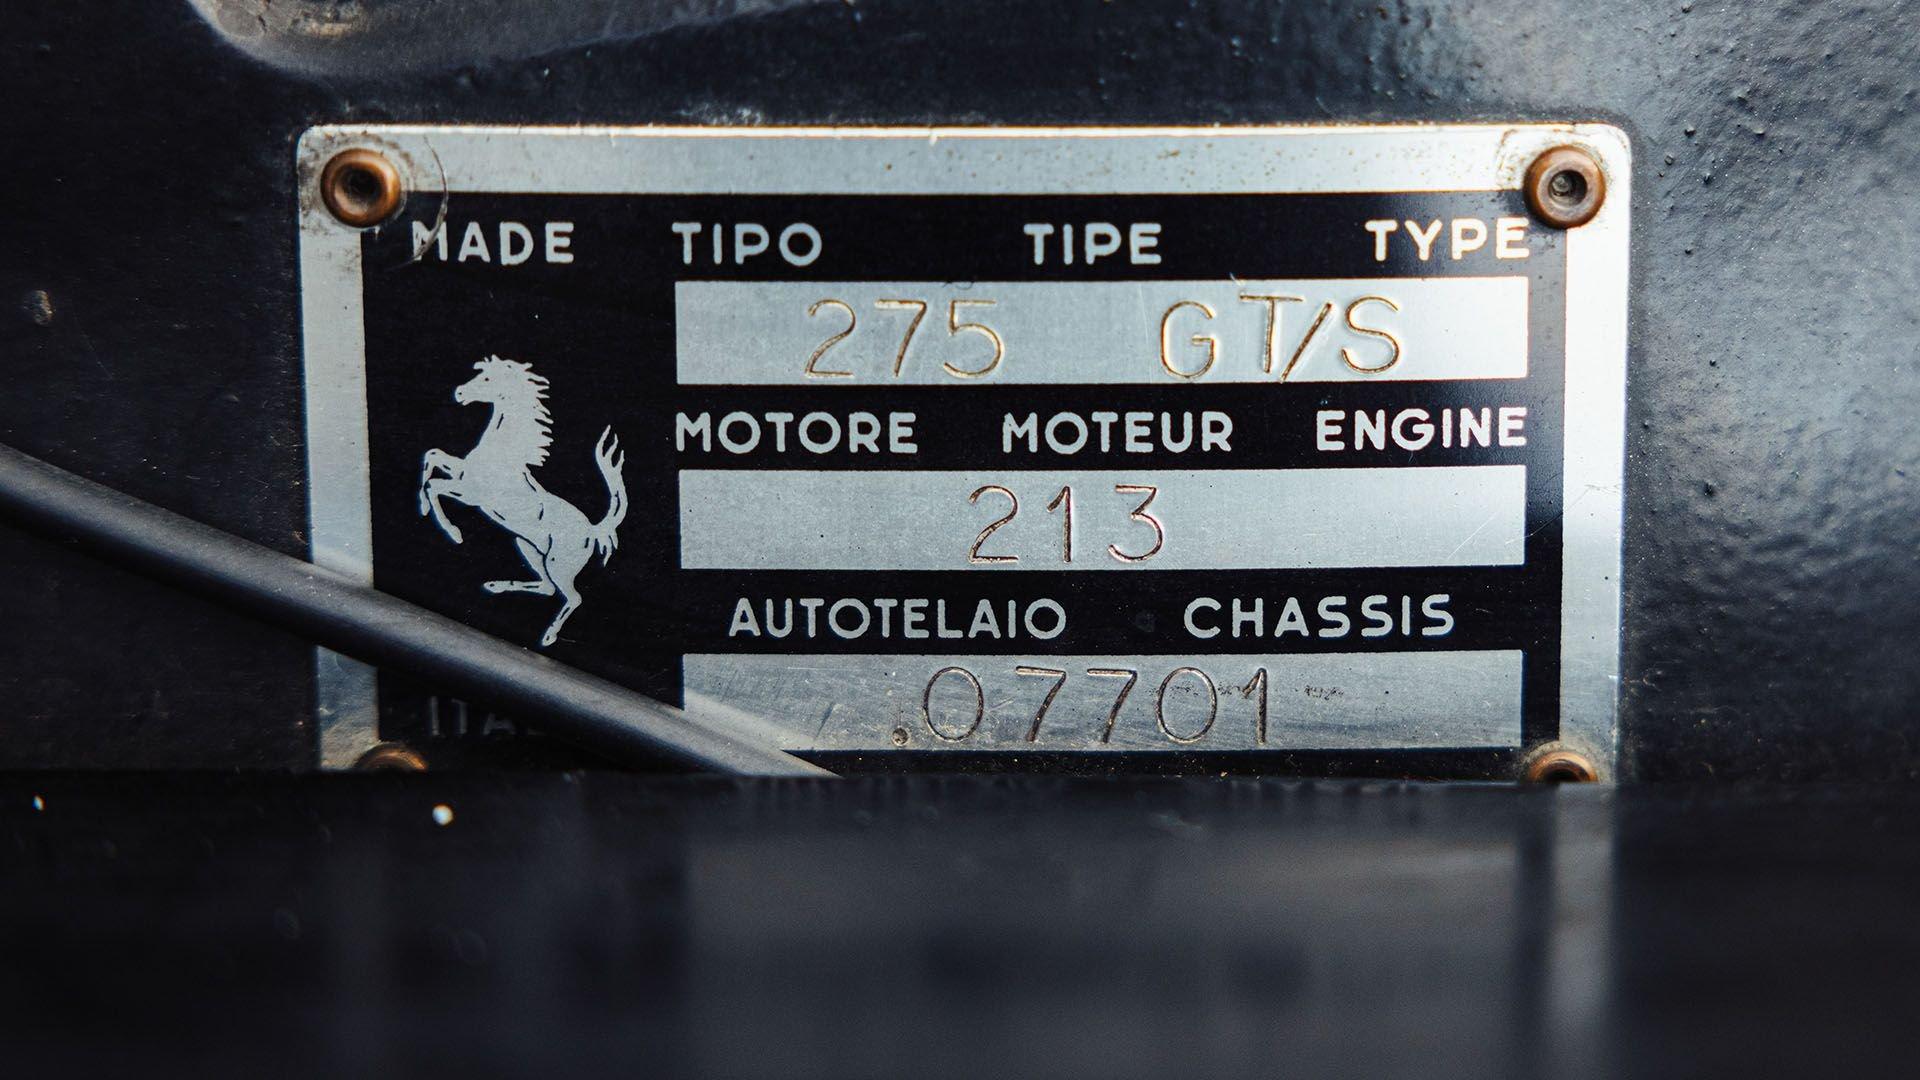 MADE TIPO TIPE TYPE
275 GT/S
MOTORE MOTEUR ENGINE
213
AUTOTELAIO CHASSIS
.07701